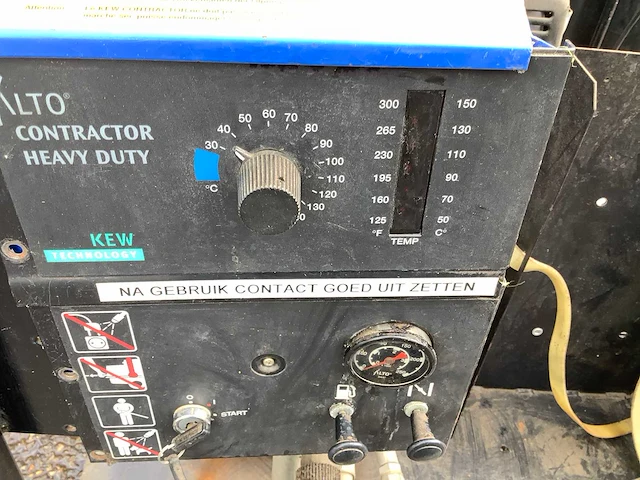 ALTO®
CONTRACTOR
HEAVY DUTY
30 40 50 60 70 80 90 100 110 120 130
°C
300 150
265 130
230 110
195 90
160 70
125 50
°F C°
TEMP
KEW
TECHNOLOGY
NA GEBRUIK CONTACT GOED UIT ZETTEN
ALTO
START